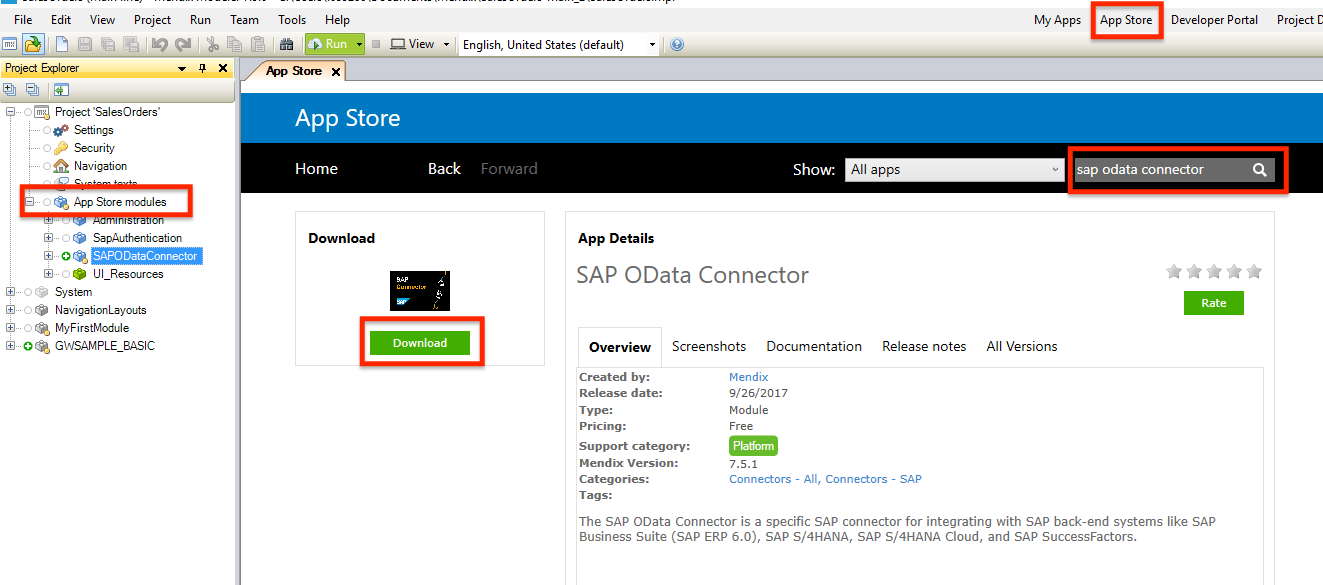 File Edit View Project Run Team Tools Help My Apps App Store Developer Portal Project D
Run View English, United States (default)
Project Explorer
App Store
Project 'SalesOrders'
Settings
Security
Navigation
System texts
App Store modules
Administration
SapAuthentication
SAPODataConnector
UI_Resources
System
NavigationLayouts
MyFirstModule
GWSAMPLE_BASIC
App Store
Home Back Forward Show: All apps sap odata connector
Download
SAP
Connector
SAP
Download
App Details
SAP OData Connector
Rate
Overview Screenshots Documentation Release notes All Versions
Created by: Mendix
Release date: 9/26/2017
Type: Module
Pricing: Free
Support category: Platform
Mendix Version: 7.5.1
Categories: Connectors - All, Connectors - SAP
Tags:
The SAP OData Connector is a specific SAP connector for integrating with SAP back-end systems like SAP
Business Suite (SAP ERP 6.0), SAP S/4HANA, SAP S/4HANA Cloud, and SAP SuccessFactors.